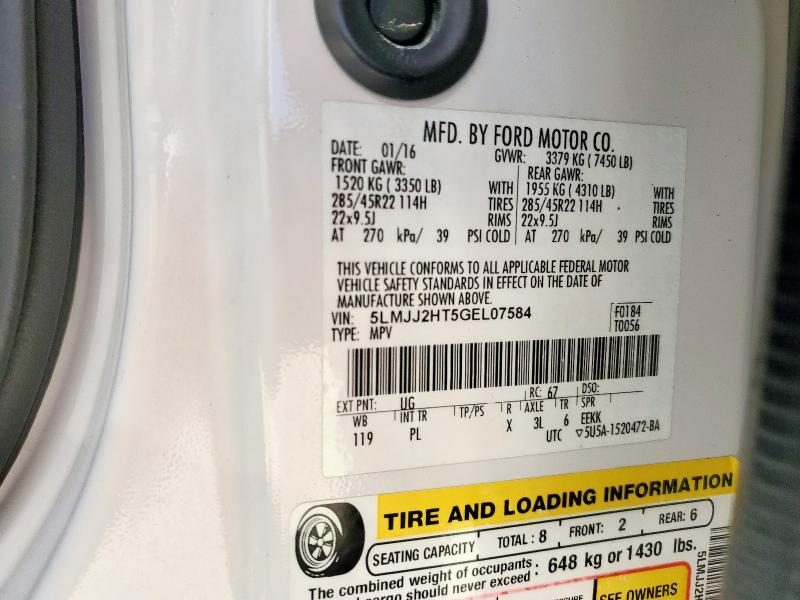 MFD. BY FORD MOTOR CO.
DATE: 01/16 GVWR: 3379 KG ( 7450 LB)
FRONT GAWR: REAR GAWR:
1520 KG ( 3350 LB) WITH 1955 KG ( 4310 LB) WITH
285/45R22 114H TIRES 285/45R22 114H TIRES
22x9.5J RIMS 22x9.5J RIMS
AT 270 kPa/ 39 PSI COLD AT 270 kPa/ 39 PSI COLD
THIS VEHICLE CONFORMS TO ALL APPLICABLE FEDERAL MOTOR
VEHICLE SAFETY STANDARDS IN EFFECT ON THE DATE OF
MANUFACTURE SHOWN ABOVE.
VIN: 5LMJJ2HT5GEL07584 F0184
TYPE: MPV T0056
EXT PNT: UG RC: 67 DSO:
WB INT TR TP/PS R AXLE TR SPR
119 PL X 3L 6 EEKK
UTC ▽5U5A-1520472-BA
TIRE AND LOADING INFORMATION
SEATING CAPACITY TOTAL : 8 FRONT: 2 REAR: 6
The combined weight of occupants
cargo should never exceed : 648 kg or 1430 lbs.
SEE OWNERS
5LMJJ2H